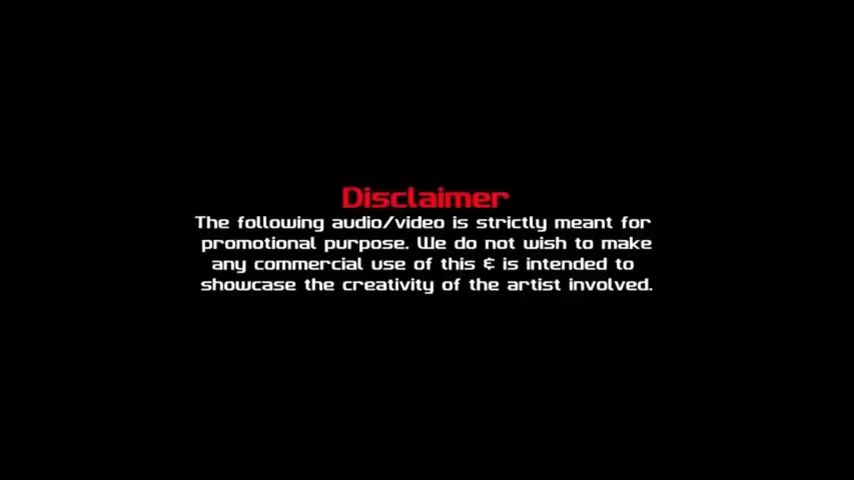 Disclaimer
The following audio/video is strictly meant for
promotional purpose. We do not wish to make
any commercial use of this & is intended to
showcase the creativity of the artist involved.